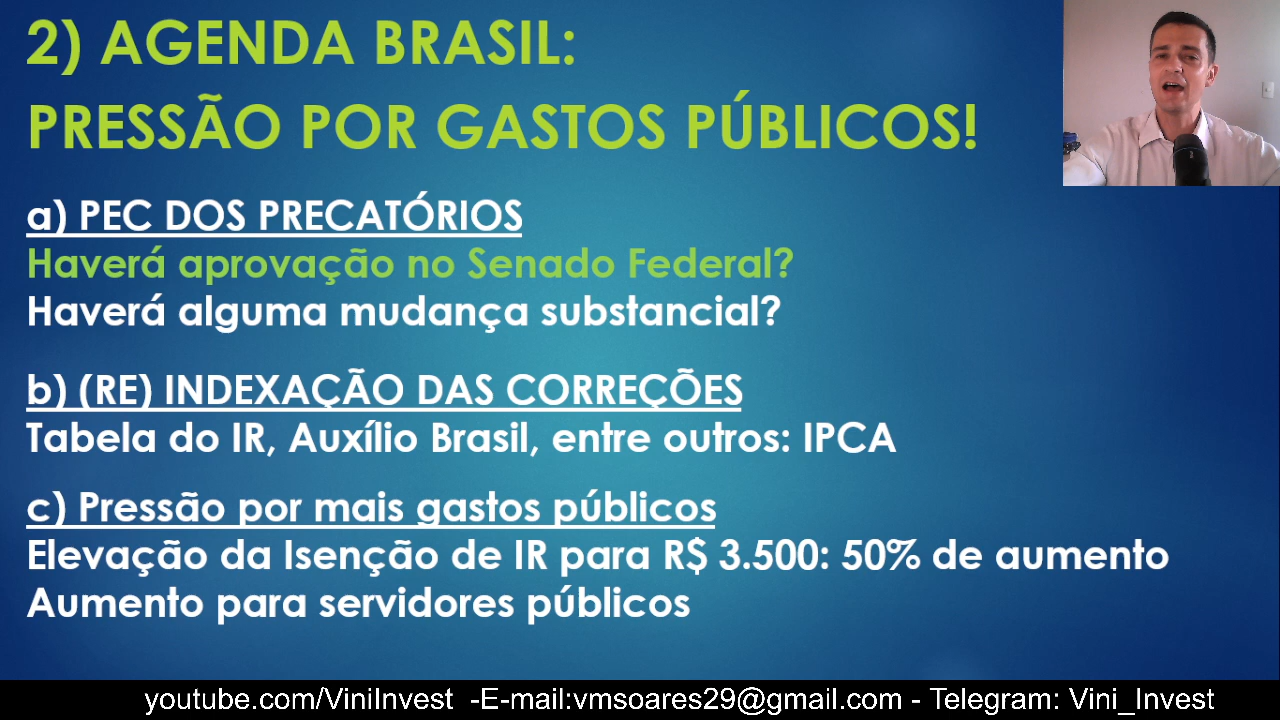 2) AGENDA BRASIL:
PRESSÃO POR GASTOS PÚBLICOS!
a) PEC DOS PRECATÓRIOS
Haverá aprovação no Senado Federal?
Haverá alguma mudança substancial?
b) (RE) INDEXAÇÃO DAS CORREÇÕES
Tabela do IR, Auxílio Brasil, entre outros: IPCA
c) Pressão por mais gastos públicos
Elevação da Isenção de IR para R$ 3.500: 50% de aumento
Aumento para servidores públicos
youtube.com/ViniInvest -E-mail:vmsoares29@gmail.com - Telegram: Vini_Invest